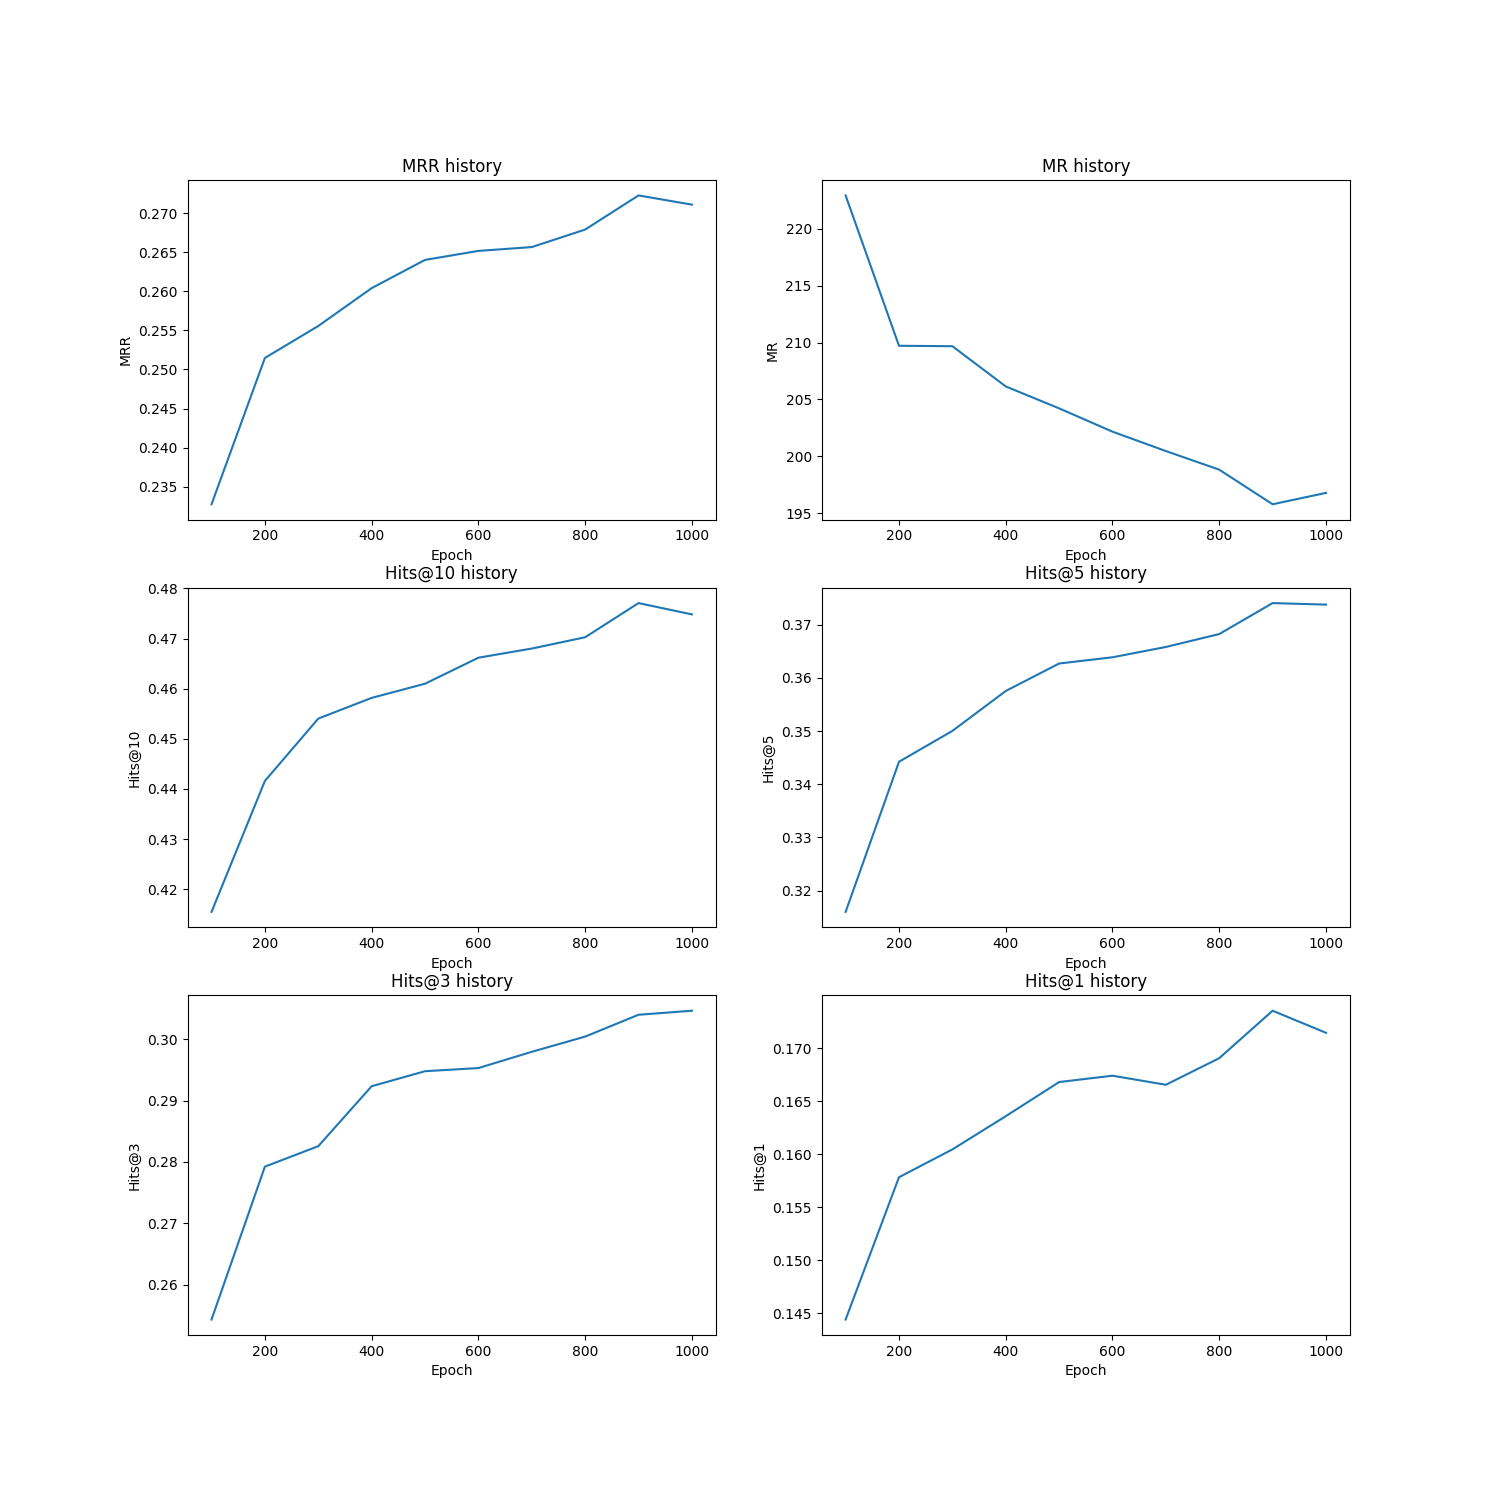 MRR history
MRR
0.270
0.265
0.260
0.255
0.250
0.245
0.240
0.235
200 400 600 800 1000
Epoch
MR history
MR
220
215
210
205
200
195
200 400 600 800 1000
Epoch
Hits@10 history
Hits@10
0.48
0.47
0.46
0.45
0.44
0.43
0.42
200 400 600 800 1000
Epoch
Hits@5 history
Hits@5
0.37
0.36
0.35
0.34
0.33
0.32
200 400 600 800 1000
Epoch
Hits@3 history
Hits@3
0.30
0.29
0.28
0.27
0.26
200 400 600 800 1000
Epoch
Hits@1 history
Hits@1
0.170
0.165
0.160
0.155
0.150
0.145
200 400 600 800 1000
Epoch